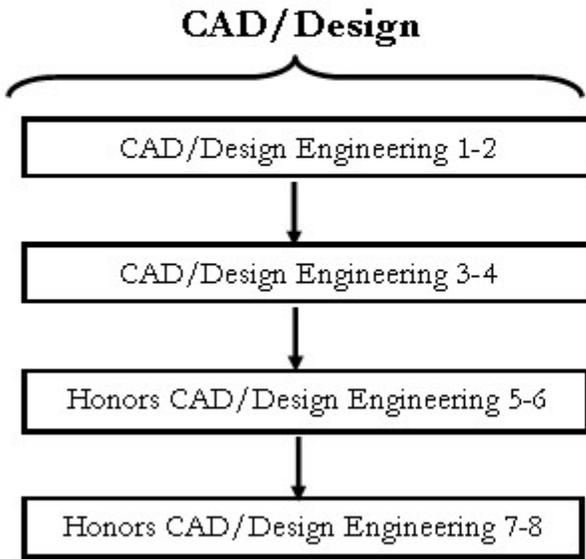 CAD/Design
CAD/Design Engineering 1-2
CAD/Design Engineering 3-4
Honors CAD/Design Engineering 5-6
Honors CAD/Design Engineering 7-8